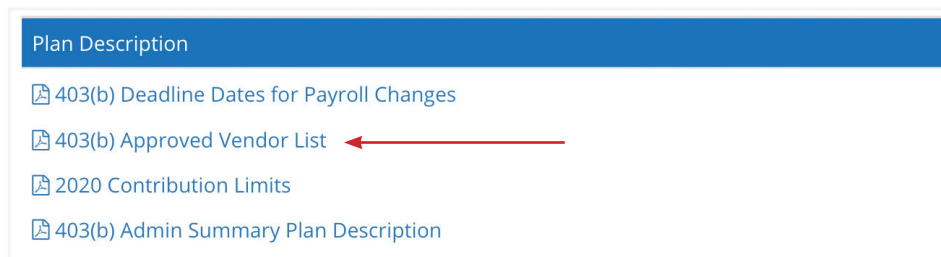 Plan Description
403(b) Deadline Dates for Payroll Changes
403(b) Approved Vendor List
2020 Contribution Limits
403(b) Admin Summary Plan Description